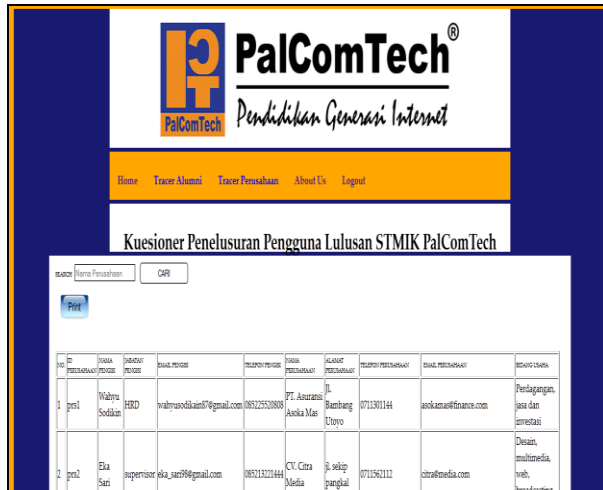 PalComTech®
Pendidikan Generasi Internet
PalComTech
Home Tracer Alumni Tracer Perusahaan About Us Logout
Kuesioner Penelusuran Pengguna Lulusan STMIK PalComTech
SEARCH Nama Perusahaan CARI
Print
NO. ID PERUSAHAAN NAMA PENGISI JABATAN PENGISI EMAIL PENGISI TELEPON PENGISI NAMA PERUSAHAAN ALAMAT PERUSAHAAN TELEPON PERUSAHAAN EMAIL PERUSAHAAN BIDANG USAHA
1 prs1 Wahyu Sodikin HRD wahyusodikain87@gmail.com 085225520808 PT. Asuransi Asoka Mas Jl. Bambang Utoyo 0711301144 asokamas@finance.com Perdagangan, jasa dan investasi
2 prs2 Eka Sari supervisor eka_sari98@gmail.com 085213221444 CV. Citra Media jl. sekip pangkal 0711562112 citra@media.com Desain, multimedia, web, broadcasting